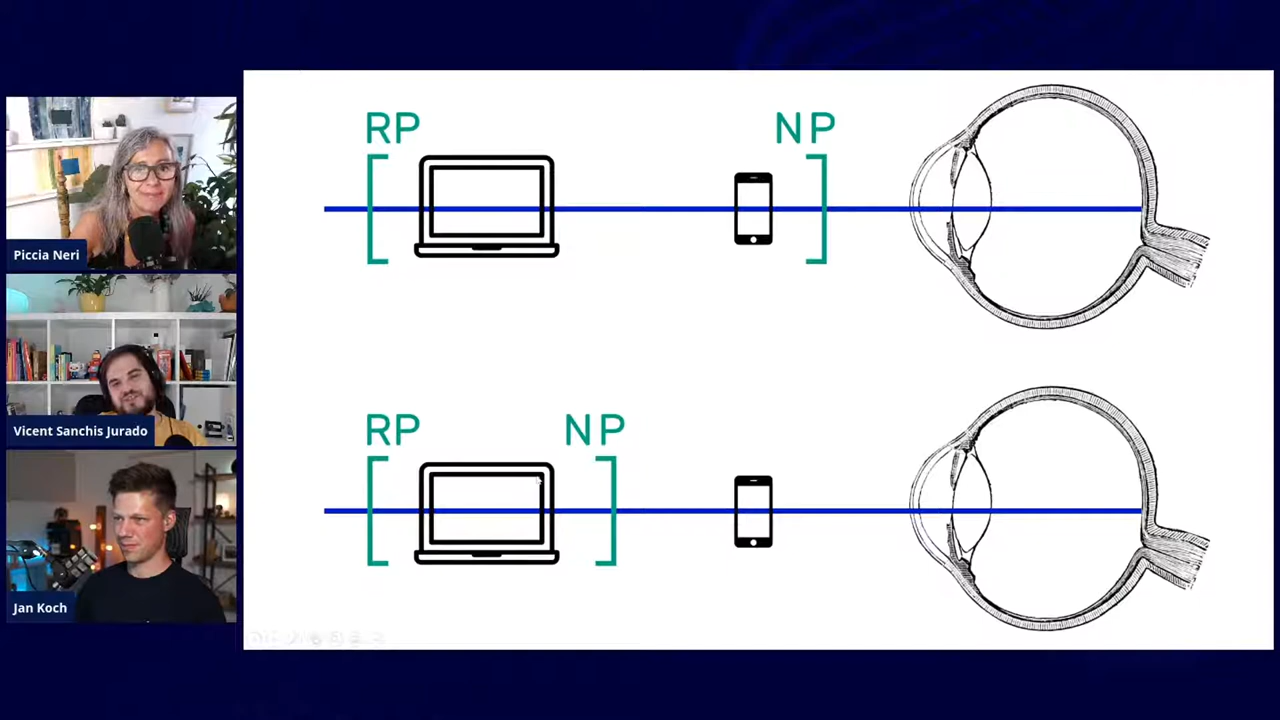 Piccia Neri
Vicent Sanchis Jurado
Jan Koch
RP
NP
RP
NP